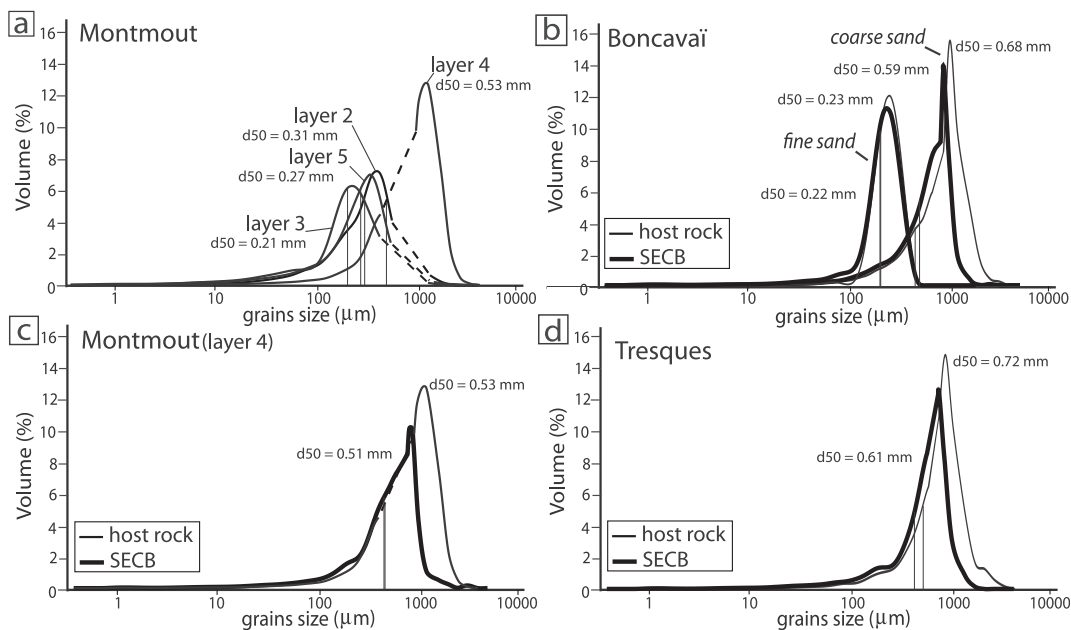 a
Montmout
Volume (%)
16
14
12
10
8
6
4
2
0
layer 4
d50 = 0.53 mm
layer 2
d50 = 0.31 mm
layer 5
d50 = 0.27 mm
layer 3
d50 = 0.21 mm
1 10 100 1000 10000
grains size (μm)
b
Boncavaï
Volume (%)
16
14
12
10
8
6
4
2
0
coarse sand
d50 = 0.68 mm
d50 = 0.59 mm
d50 = 0.23 mm
fine sand
d50 = 0.22 mm
host rock
SECB
1 10 100 1000 10000
grains size (μm)
c
Montmout (layer 4)
Volume (%)
16
14
12
10
8
6
4
2
0
d50 = 0.53 mm
d50 = 0.51 mm
host rock
SECB
1 10 100 1000 10000
grains size (μm)
d
Tresques
Volume (%)
16
14
12
10
8
6
4
2
0
d50 = 0.72 mm
d50 = 0.61 mm
host rock
SECB
1 10 100 1000 10000
grains size (μm)